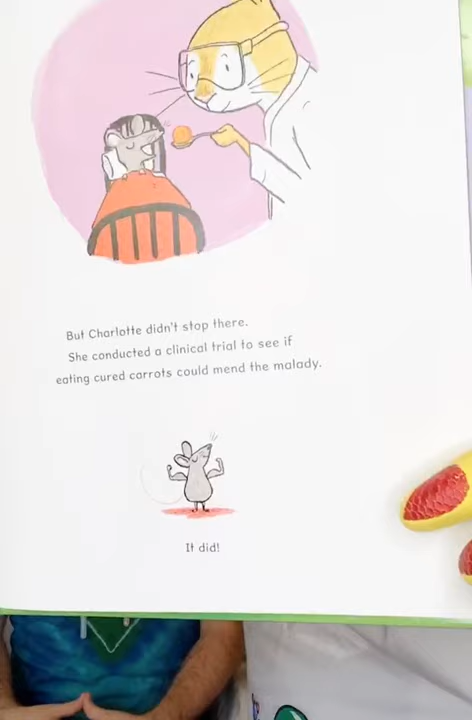 But Charlotte didn't stop there.
She conducted a clinical trial to see if
eating cured carrots could mend the malady.
It did!